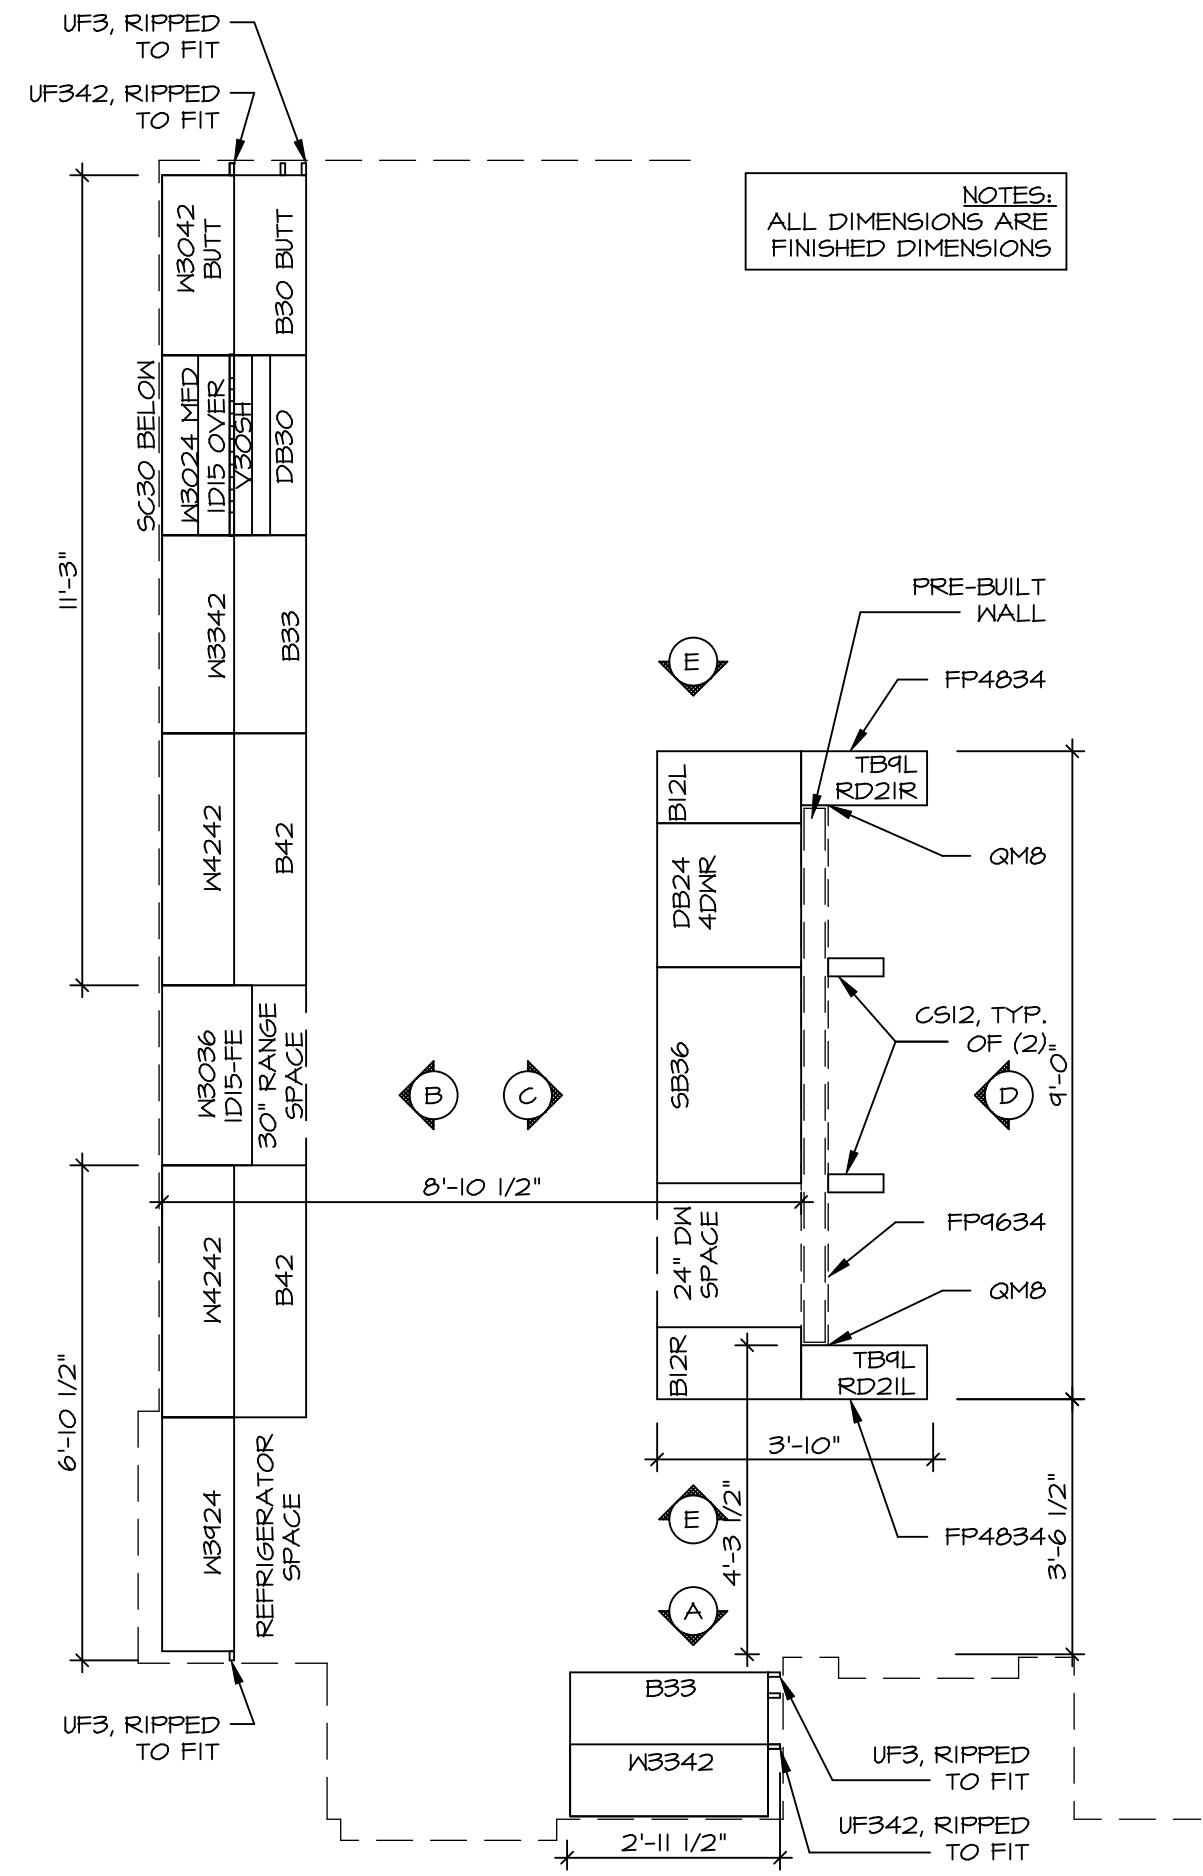 UF3, RIPPED
TO FIT
UF342, RIPPED
TO FIT
NOTES:
ALL DIMENSIONS ARE
FINISHED DIMENSIONS
W3042
BUTT
B30 BUTT
SC30 BELOW
W3024 MFD
ID15 OVER
V30SH
DB30
11'-3"
W3342
B33
W4242
B42
W3036
ID15-FE
30" RANGE
SPACE
B
C
8'-10 1/2"
W4242
B42
6'-10 1/2"
W3924
REFRIGERATOR
SPACE
UF3, RIPPED
TO FIT
E
PRE-BUILT
WALL
FP4834
B12L
TB9L
RD21R
DB24
4DWR
QM8
SB36
CS12, TYP.
OF (2)
D
9'-0"
24" DW
SPACE
FP9634
QM8
B12R
TB9L
RD21L
3'-10"
E
4'-3 1/2"
FP4834
3'-6 1/2"
A
B33
W3342
UF3, RIPPED
TO FIT
UF342, RIPPED
TO FIT
2'-11 1/2"